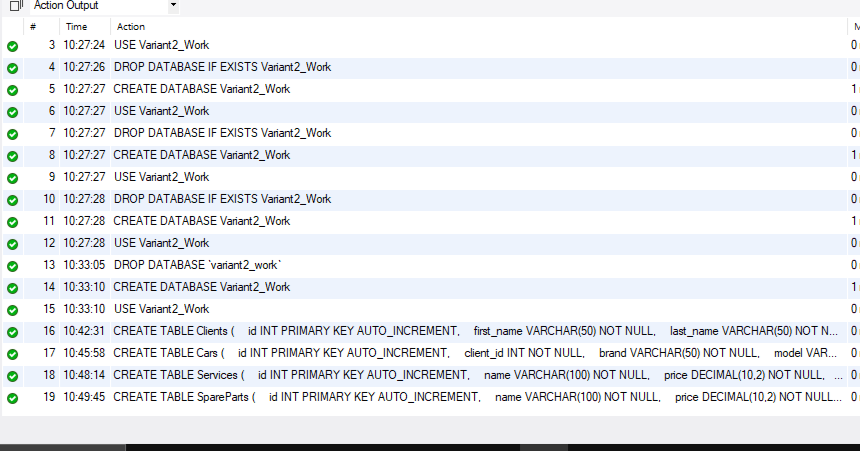 Action Output
# Time Action M
3 10:27:24 USE Variant2_Work 0
4 10:27:26 DROP DATABASE IF EXISTS Variant2_Work 0
5 10:27:27 CREATE DATABASE Variant2_Work 1
6 10:27:27 USE Variant2_Work 0
7 10:27:27 DROP DATABASE IF EXISTS Variant2_Work 0
8 10:27:27 CREATE DATABASE Variant2_Work 1
9 10:27:27 USE Variant2_Work 0
10 10:27:28 DROP DATABASE IF EXISTS Variant2_Work 0
11 10:27:28 CREATE DATABASE Variant2_Work 1
12 10:27:28 USE Variant2_Work 0
13 10:33:05 DROP DATABASE `variant2_work` 0
14 10:33:10 CREATE DATABASE Variant2_Work 1
15 10:33:10 USE Variant2_Work 0
16 10:42:31 CREATE TABLE Clients ( id INT PRIMARY KEY AUTO_INCREMENT, first_name VARCHAR(50) NOT NULL, last_name VARCHAR(50) NOT N... 0
17 10:45:58 CREATE TABLE Cars ( id INT PRIMARY KEY AUTO_INCREMENT, client_id INT NOT NULL, brand VARCHAR(50) NOT NULL, model VAR... 0
18 10:48:14 CREATE TABLE Services ( id INT PRIMARY KEY AUTO_INCREMENT, name VARCHAR(100) NOT NULL, price DECIMAL(10,2) NOT NULL, ... 0
19 10:49:45 CREATE TABLE SpareParts ( id INT PRIMARY KEY AUTO_INCREMENT, name VARCHAR(100) NOT NULL, price DECIMAL(10,2) NOT NULL... 0